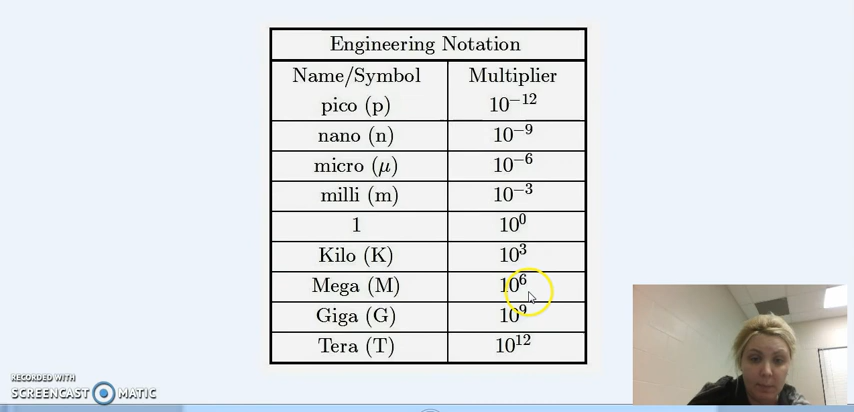 Engineering Notation
Name/Symbol Multiplier
pico (p) 10⁻¹²
nano (n) 10⁻⁹
micro (μ) 10⁻⁶
milli (m) 10⁻³
1 10⁰
Kilo (K) 10³
Mega (M) 10⁶
Giga (G) 10⁹
Tera (T) 10¹²
RECORDED WITH
SCREENCAST MATIC